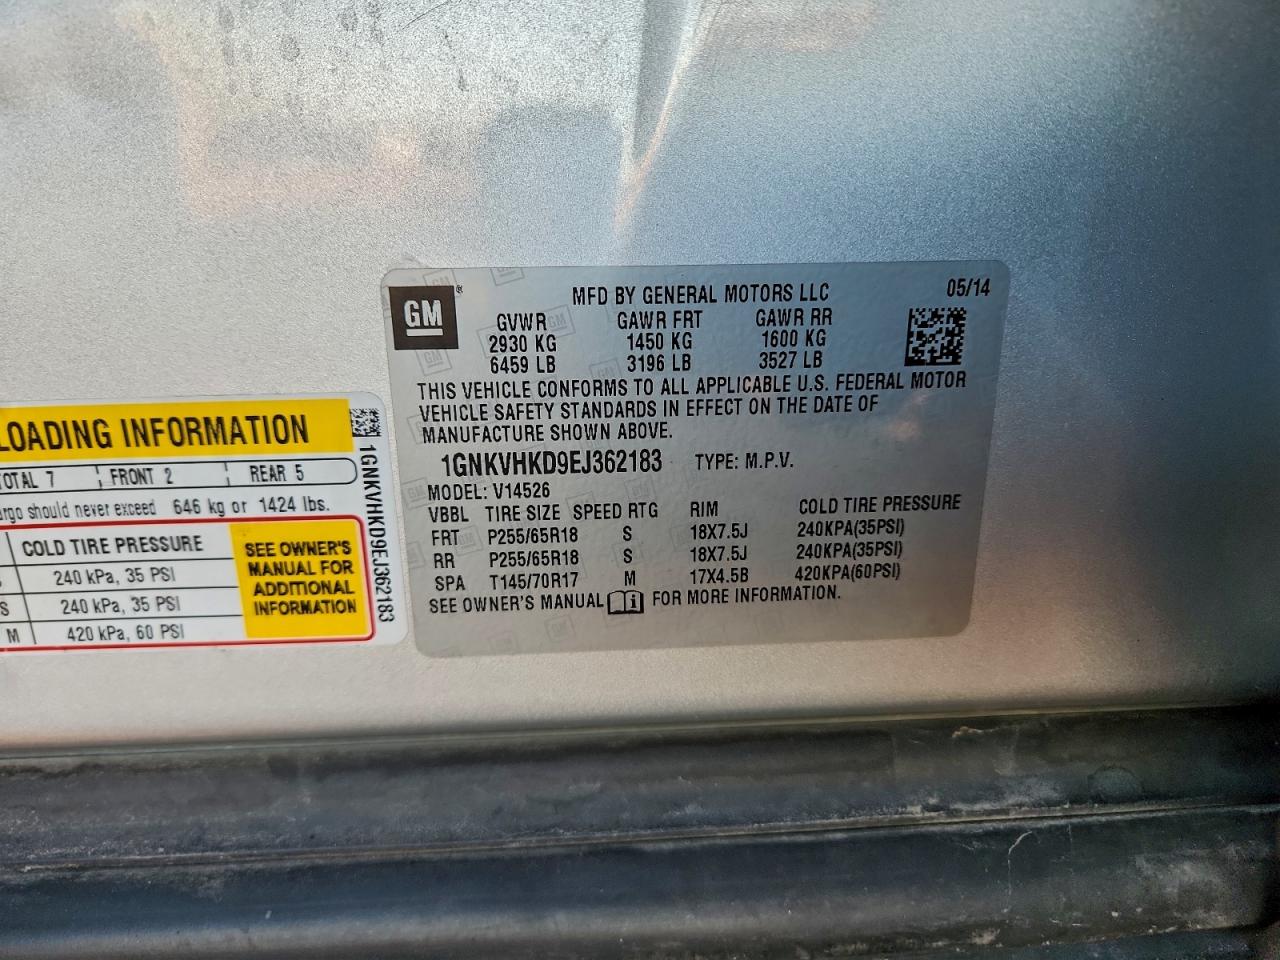 GM
®
MFD BY GENERAL MOTORS LLC 05/14
GVWR GAWR FRT GAWR RR
2930 KG 1450 KG 1600 KG
6459 LB 3196 LB 3527 LB
THIS VEHICLE CONFORMS TO ALL APPLICABLE U.S. FEDERAL MOTOR
VEHICLE SAFETY STANDARDS IN EFFECT ON THE DATE OF
MANUFACTURE SHOWN ABOVE.
1GNKVHKD9EJ362183 TYPE: M.P.V.
MODEL: V14526
VBBL TIRE SIZE SPEED RTG RIM COLD TIRE PRESSURE
FRT P255/65R18 S 18X7.5J 240KPA(35PSI)
RR P255/65R18 S 18X7.5J 240KPA(35PSI)
SPA T145/70R17 M 17X4.5B 420KPA(60PSI)
SEE OWNER'S MANUAL i FOR MORE INFORMATION.
LOADING INFORMATION
OTAL 7 FRONT 2 REAR 5
argo should never exceed 646 kg or 1424 lbs.
COLD TIRE PRESSURE
S 240 kPa, 35 PSI
S 240 kPa, 35 PSI
M 420 kPa, 60 PSI
SEE OWNER'S
MANUAL FOR
ADDITIONAL
INFORMATION
1GNKVHKD9EJ362183